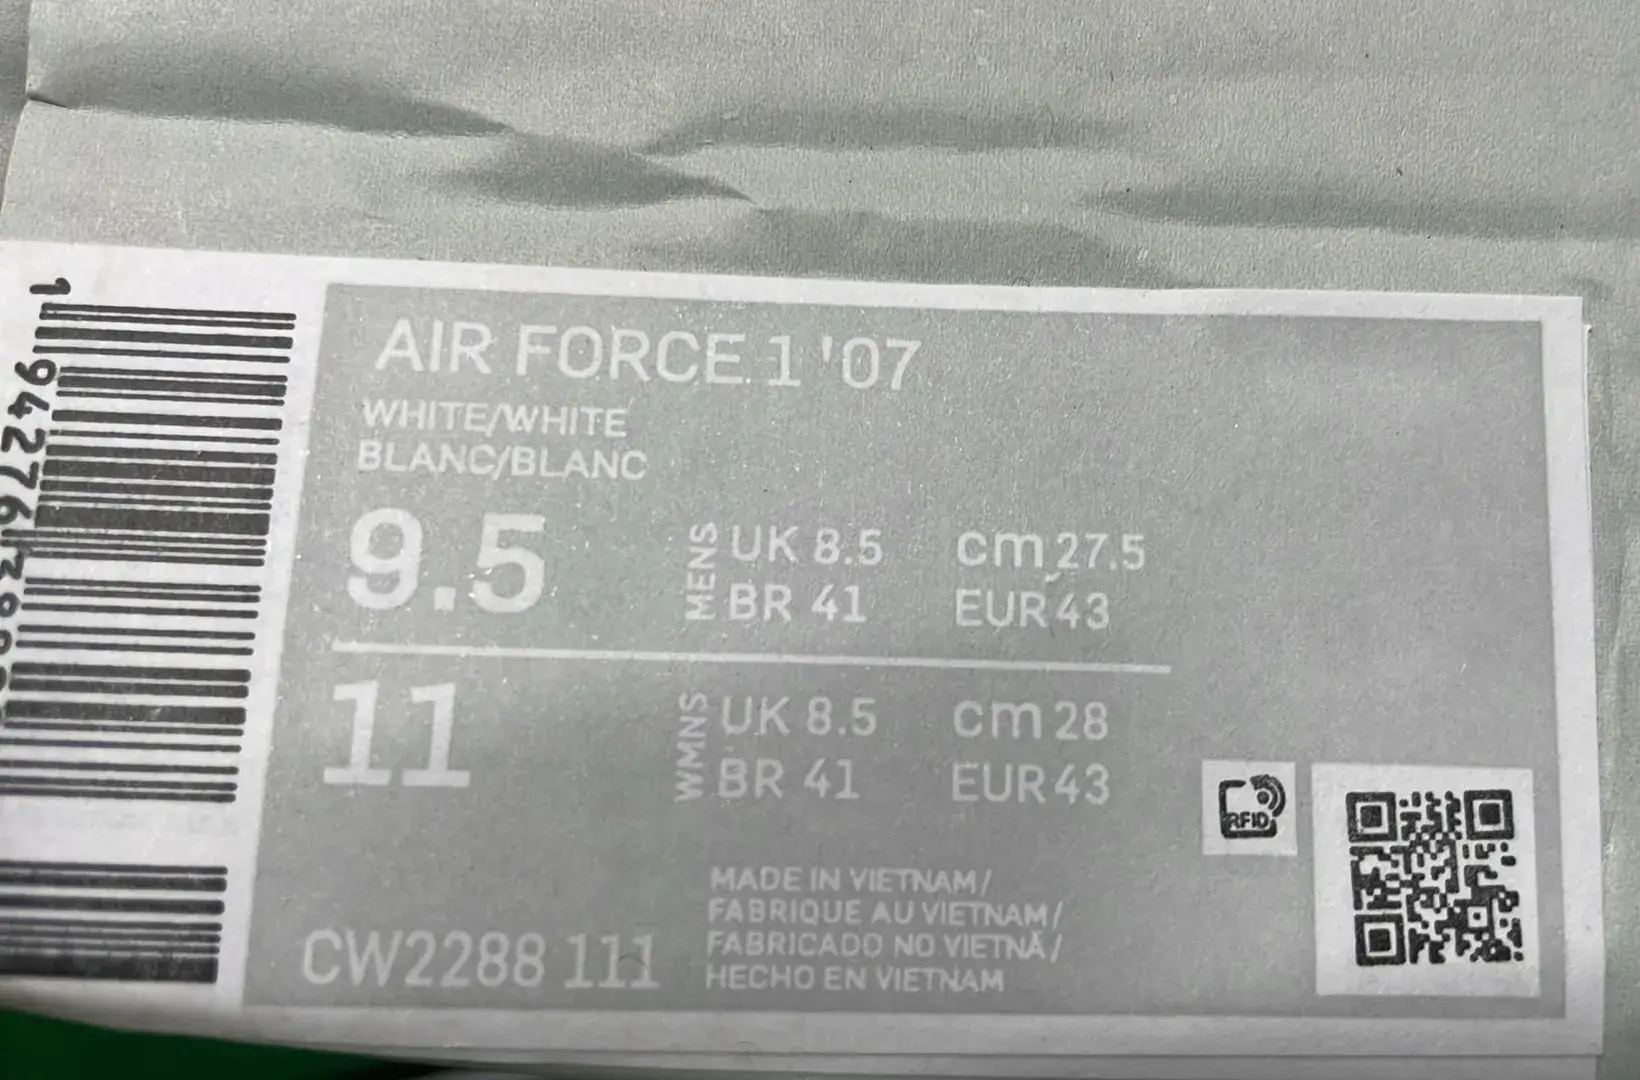 AIR FORCE 1 '07
WHITE/WHITE
BLANC/BLANC
9.5
MENS
UK 8.5 cm 27.5
BR 41 EUR 43
11
WMNS
UK 8.5 cm 28
BR 41 EUR 43
RFID
MADE IN VIETNAM/
FABRIQUE AU VIETNAM/
FABRICADO NO VIETNÃ/
HECHO EN VIETNAM
CW2288 111
1 94276